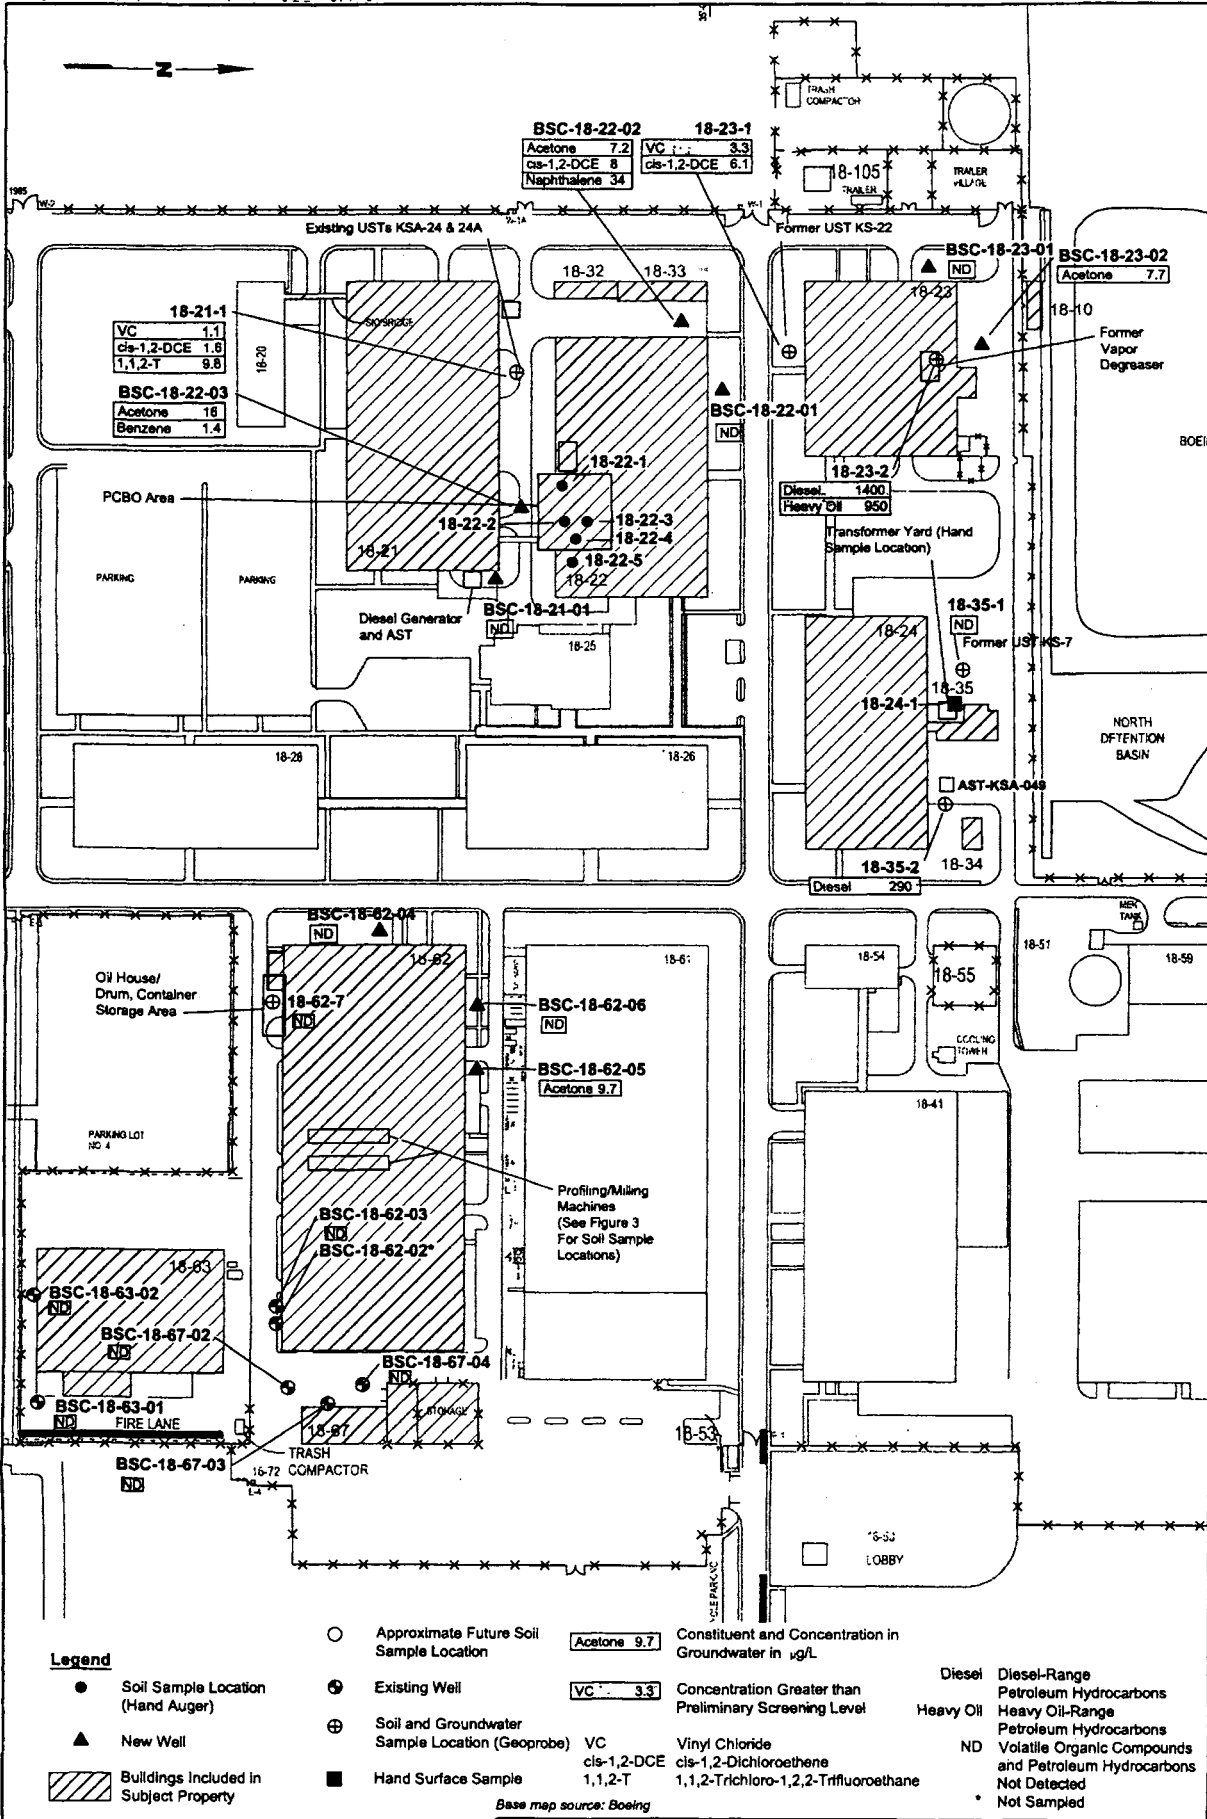 N
TRASH
COMPACTOR
BSC-18-22-02
Acetone 7.2
cis-1,2-DCE 8
Naphthalene 34
18-23-1
VC 3.3
cis-1,2-DCE 6.1
18-105
TRAILER
TRAILER
VILLAGE
1985
W-2
W-1A
W-1
Existing USTs KSA-24 & 24A
Former UST KS-22
BSC-18-23-01
ND
BSC-18-23-02
Acetone 7.7
18-32
18-33
18-23
18-10
18-21-1
VC 1.1
cis-1,2-DCE 1.6
1,1,2-T 9.8
SKYBRIDGE
18-20
Former
Vapor
Degreaser
BSC-18-22-03
Acetone 16
Benzene 1.4
BSC-18-22-01
ND
18-22-1
18-23-2
Diesel 1400
Heavy Oil 950
PCBO Area
18-22-2
18-22-3
18-22-4
18-22-5
18-21
18-22
Transformer Yard (Hand
Sample Location)
PARKING
PARKING
Diesel Generator
and AST
BSC-18-21-01
ND
18-25
18-24
18-35-1
ND
Former UST KS-7
18-35
18-24-1
NORTH
DETENTION
BASIN
18-28
18-26
AST-KSA-049
18-34
18-35-2
Diesel 290
BSC-18-62-04
ND
18-62
18-61
18-54
18-55
18-51
MEK
TANK
18-59
Oil House/
Drum, Container
Storage Area
18-62-7
ND
BSC-18-62-06
ND
COOLING
TOWER
BSC-18-62-05
Acetone 9.7
18-41
PARKING LOT
NO 4
Profiling/Milling
Machines
(See Figure 3
For Soil Sample
Locations)
BSC-18-62-03
ND
BSC-18-62-02*
18-63
BSC-18-63-02
ND
BSC-18-67-02
ND
BSC-18-67-04
ND
BSC-18-63-01
ND
FIRE LANE
18-67
STORAGE
18-53
TRASH
COMPACTOR
BSC-18-67-03
ND
18-72
E-4
LOBBY
Legend
Soil Sample Location
(Hand Auger)
New Well
Buildings Included in
Subject Property
Approximate Future Soil
Sample Location
Existing Well
Soil and Groundwater
Sample Location (Geoprobe)
Hand Surface Sample
Acetone 9.7 Constituent and Concentration in
Groundwater in µg/L
VC 3.3 Concentration Greater than
Preliminary Screening Level
VC Vinyl Chloride
cis-1,2-DCE cis-1,2-Dichloroethene
1,1,2-T 1,1,2-Trichloro-1,2,2-Trifluoroethane
Diesel Diesel-Range
Petroleum Hydrocarbons
Heavy Oil Heavy Oil-Range
Petroleum Hydrocarbons
ND Volatile Organic Compounds
and Petroleum Hydrocarbons
Not Detected
* Not Sampled
Base map source: Boeing